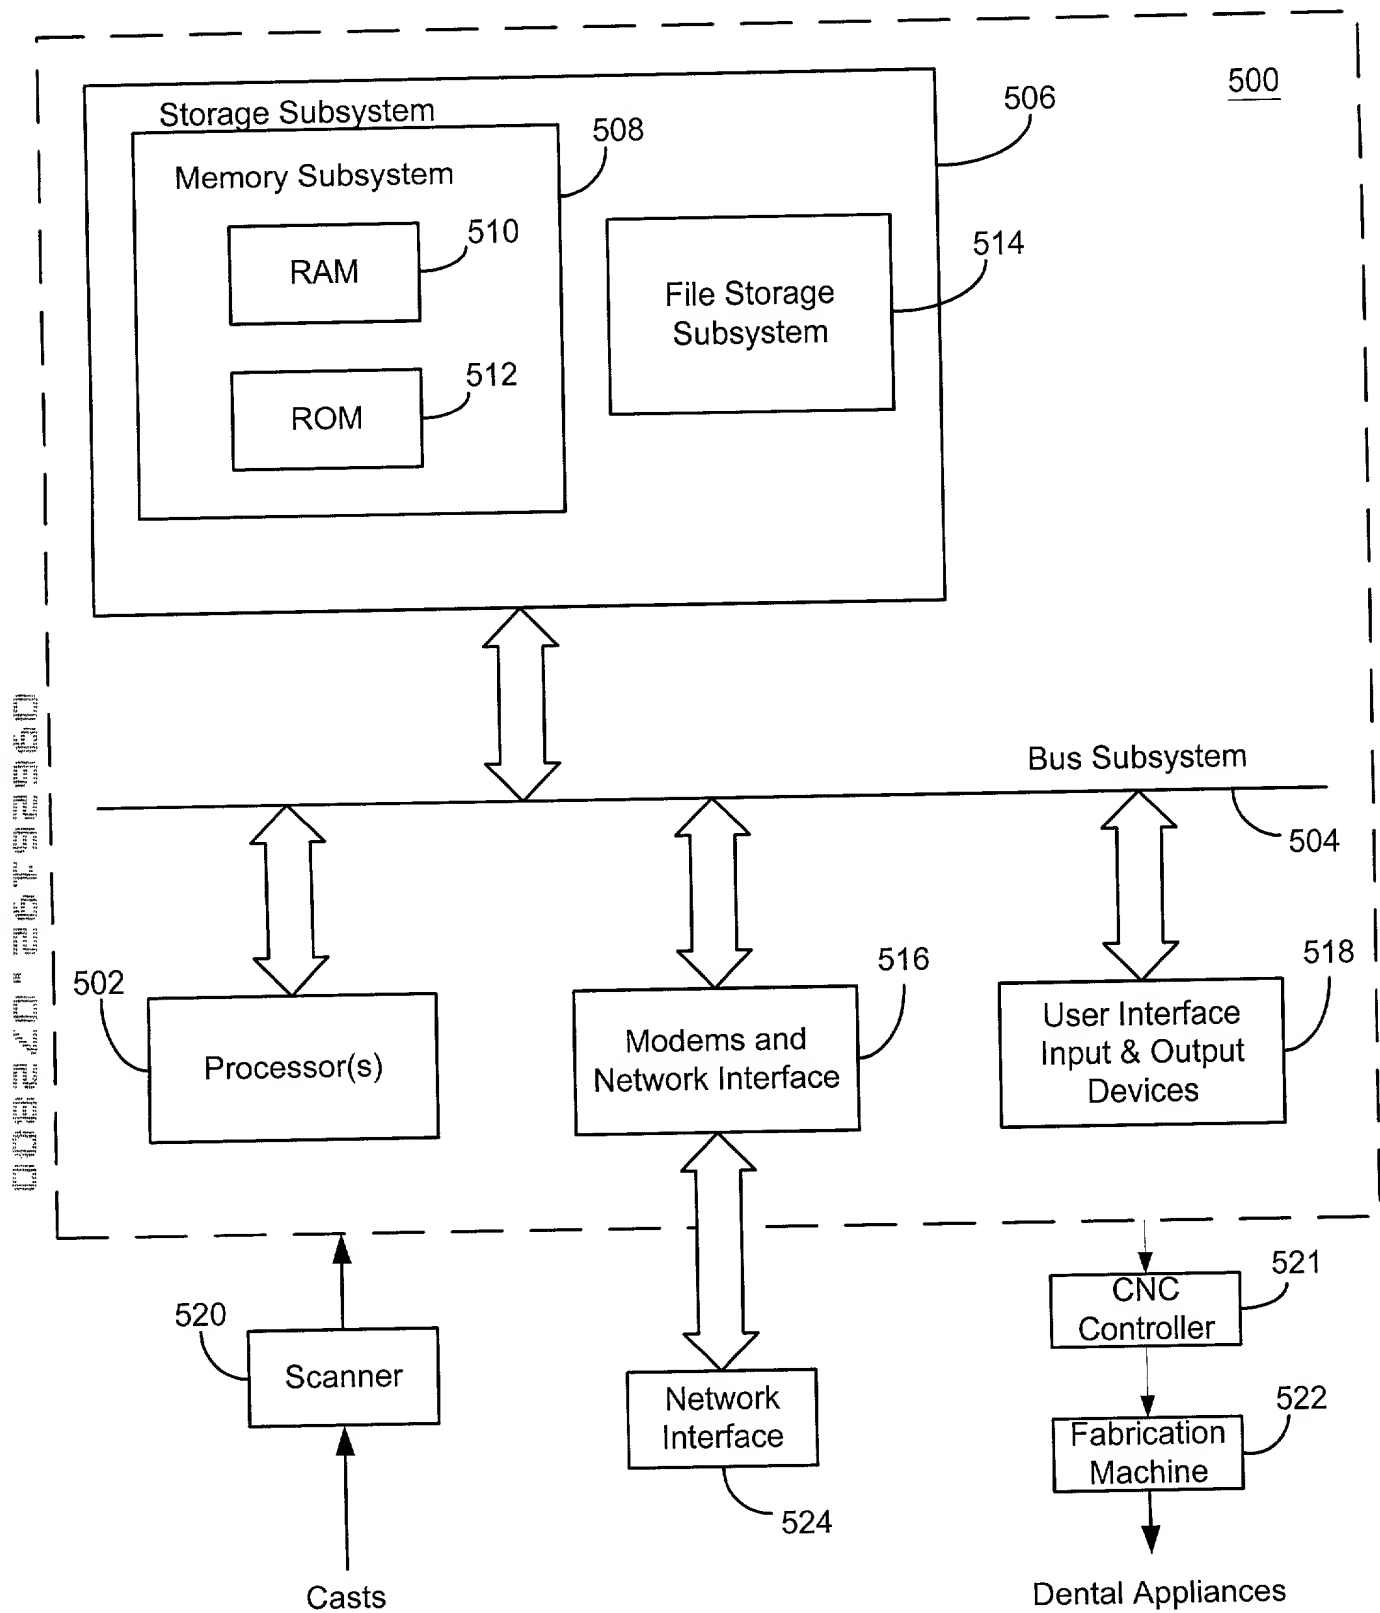 500
Storage Subsystem
506
508
Memory Subsystem
510
RAM
514
File Storage
Subsystem
512
ROM
Bus Subsystem
504
502
516
518
Processor(s)
Modems and
Network Interface
User Interface
Input & Output
Devices
520
Scanner
Network
Interface
524
521
CNC
Controller
522
Fabrication
Machine
Casts
Dental Appliances